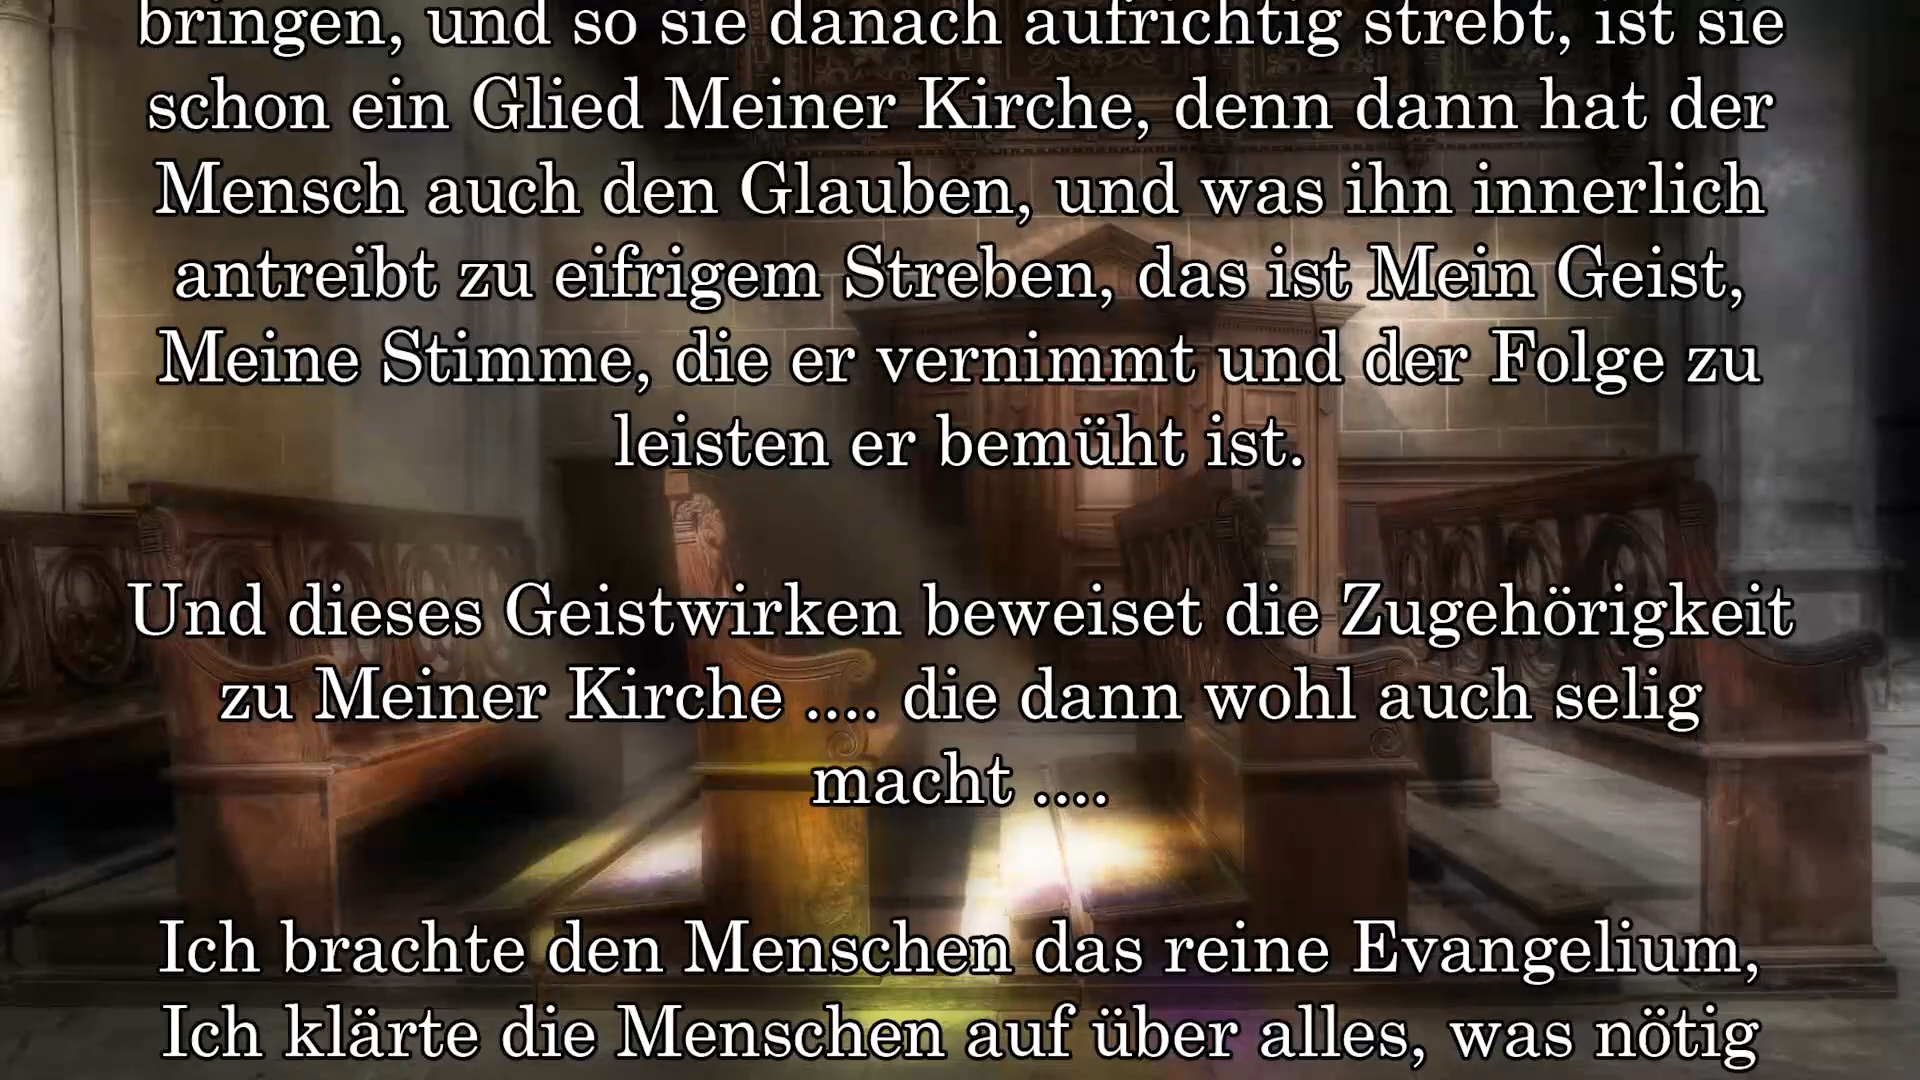 bringen, und so sie danach aufrichtig strebt, ist sie
schon ein Glied Meiner Kirche, denn dann hat der
Mensch auch den Glauben, und was ihn innerlich
antreibt zu eifrigem Streben, das ist Mein Geist,
Meine Stimme, die er vernimmt und der Folge zu
leisten er bemüht ist.
Und dieses Geistwirken beweiset die Zugehörigkeit
zu Meiner Kirche .... die dann wohl auch selig
macht ....
Ich brachte den Menschen das reine Evangelium,
Ich klärte die Menschen auf über alles, was nötig